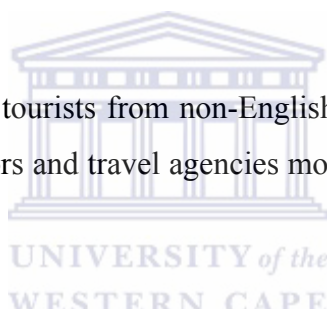 tourists from non-English
rs and travel agencies mo
UNIVERSITY of the
WESTERN CAPE